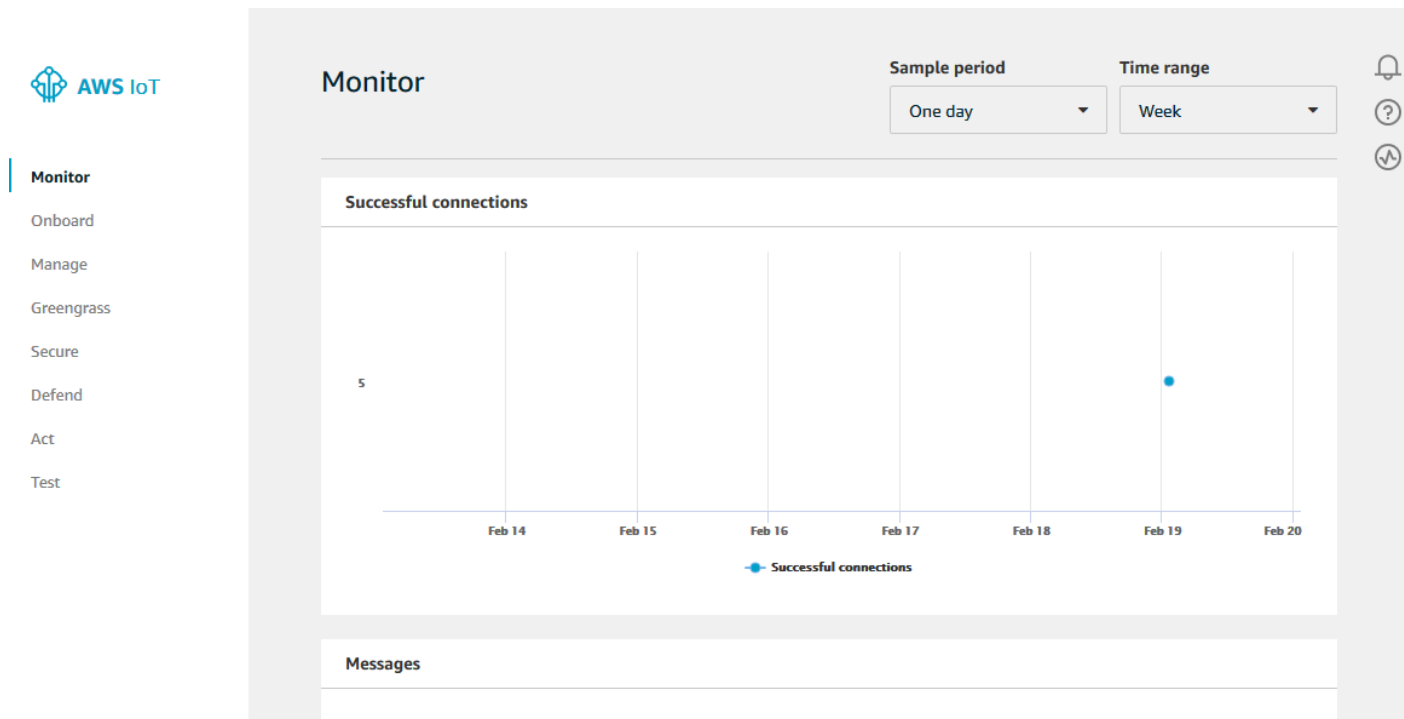 AWS IoT
Monitor
Onboard
Manage
Greengrass
Secure
Defend
Act
Test
Monitor
Sample period
One day
Time range
Week
Successful connections
5
Feb 14 Feb 15 Feb 16 Feb 17 Feb 18 Feb 19 Feb 20
Successful connections
Messages